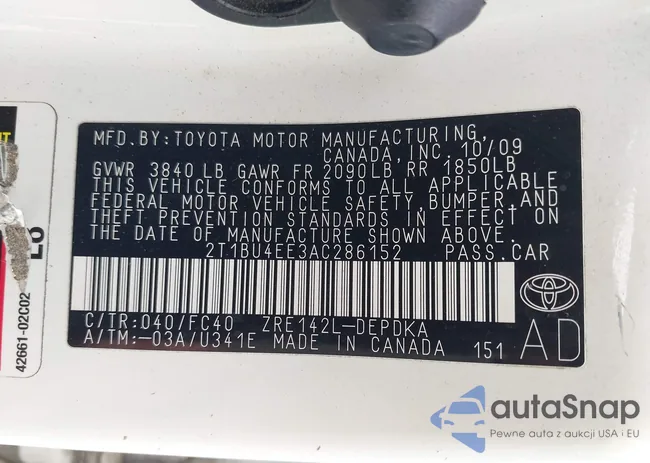 MFD. BY: TOYOTA MOTOR MANUFACTURING,
CANADA, INC. 10/09
GVWR 3840 LB GAWR FR 2090LB RR 1850LB
THIS VEHICLE CONFORMS TO ALL APPLICABLE
FEDERAL MOTOR VEHICLE SAFETY, BUMPER, AND
THEFT PREVENTION STANDARDS IN EFFECT ON
THE DATE OF MANUFACTURE SHOWN ABOVE.
2T1BU4EE3AC286152 PASS. CAR
C/TR: 040/FC40 ZRE142L-DEPDKA
A/TM:-03A/U341E MADE IN CANADA 151
AD
42661-02C02
autoSnap
Pewne auta z aukcji USA i EU